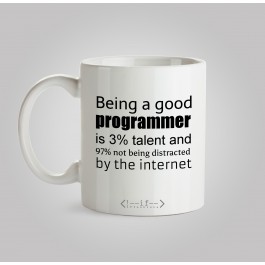 Being a good
programmer
is 3% talent and
97% not being distracted
by the internet